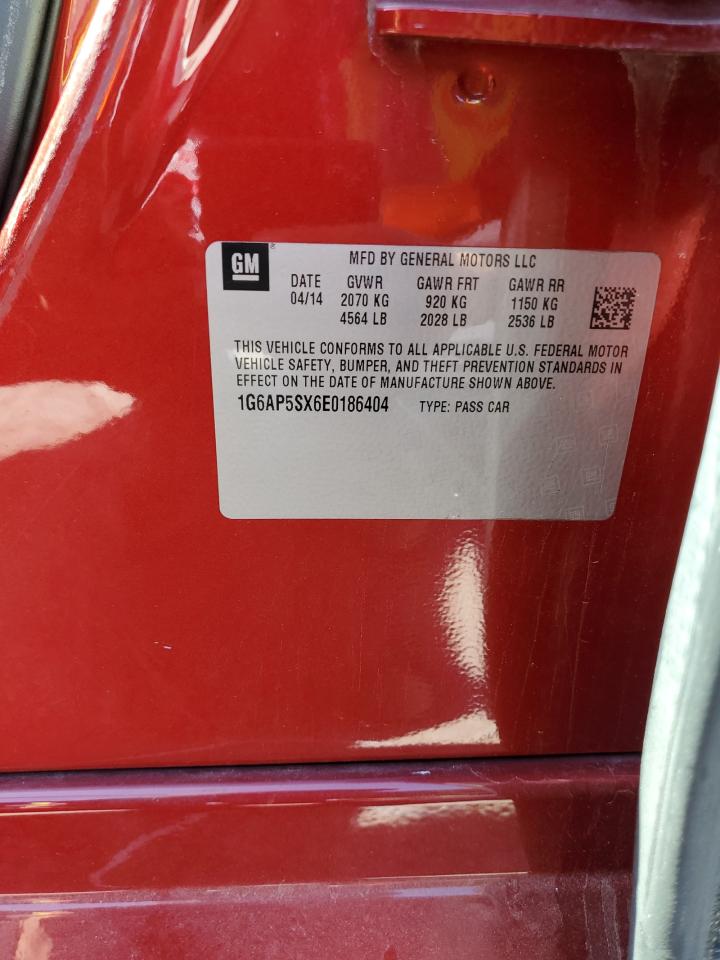 GM
MFD BY GENERAL MOTORS LLC
DATE GVWR GAWR FRT GAWR RR
04/14 2070 KG 920 KG 1150 KG
4564 LB 2028 LB 2536 LB
THIS VEHICLE CONFORMS TO ALL APPLICABLE U.S. FEDERAL MOTOR
VEHICLE SAFETY, BUMPER, AND THEFT PREVENTION STANDARDS IN
EFFECT ON THE DATE OF MANUFACTURE SHOWN ABOVE.
1G6AP5SX6E0186404 TYPE: PASS CAR